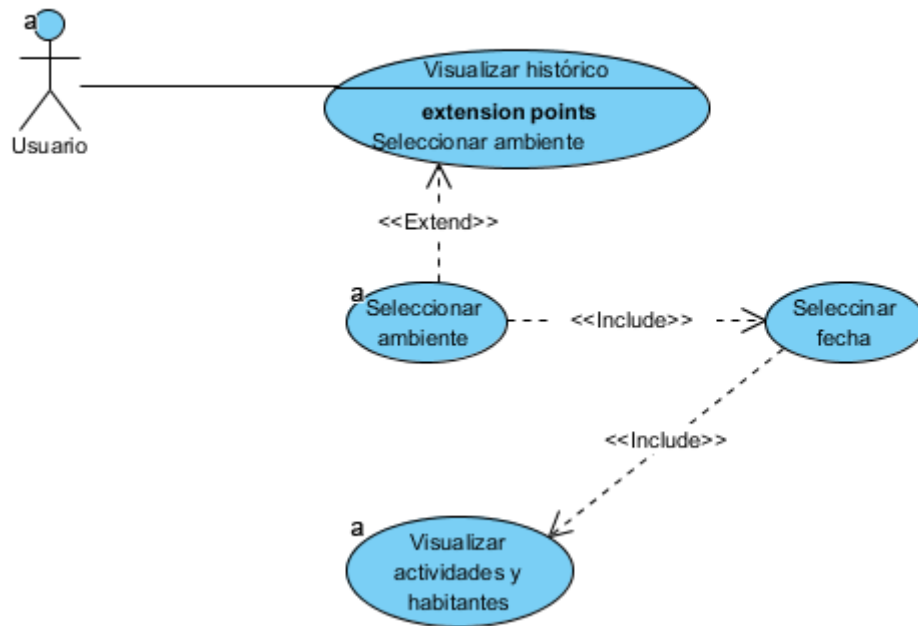 a
Usuario
Visualizar histórico
extension points
Seleccionar ambiente
<<Extend>>
a
Seleccionar
ambiente
<<Include>>
Seleccinar
fecha
<<Include>>
a
Visualizar
actividades y
habitantes